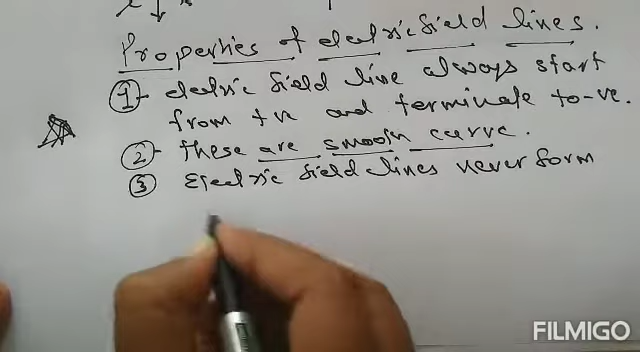 Properties of electric field lines.
①- electric field line always start
from +ve and terminate to -ve.
② - these are smooth curve.
③ Electric field lines never form
FILMIGO